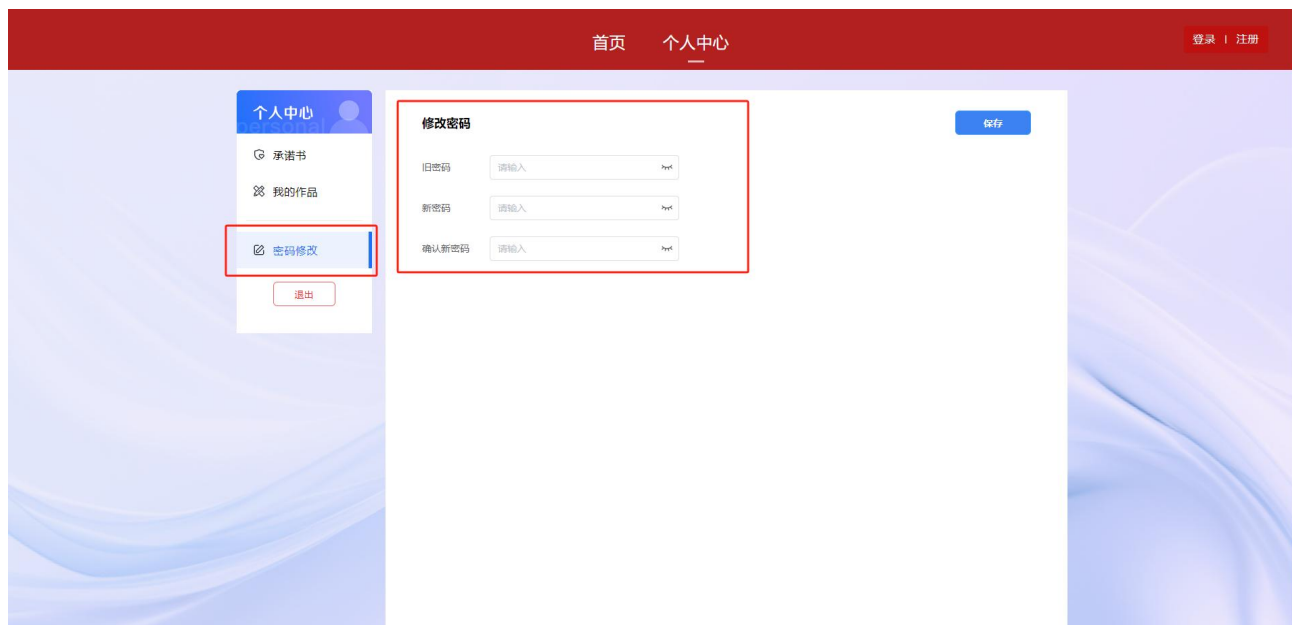 首页 个人中心
登录 | 注册
个人中心
personal
承诺书
我的作品
密码修改
退出
修改密码
保存
旧密码 请输入
新密码 请输入
确认新密码 请输入